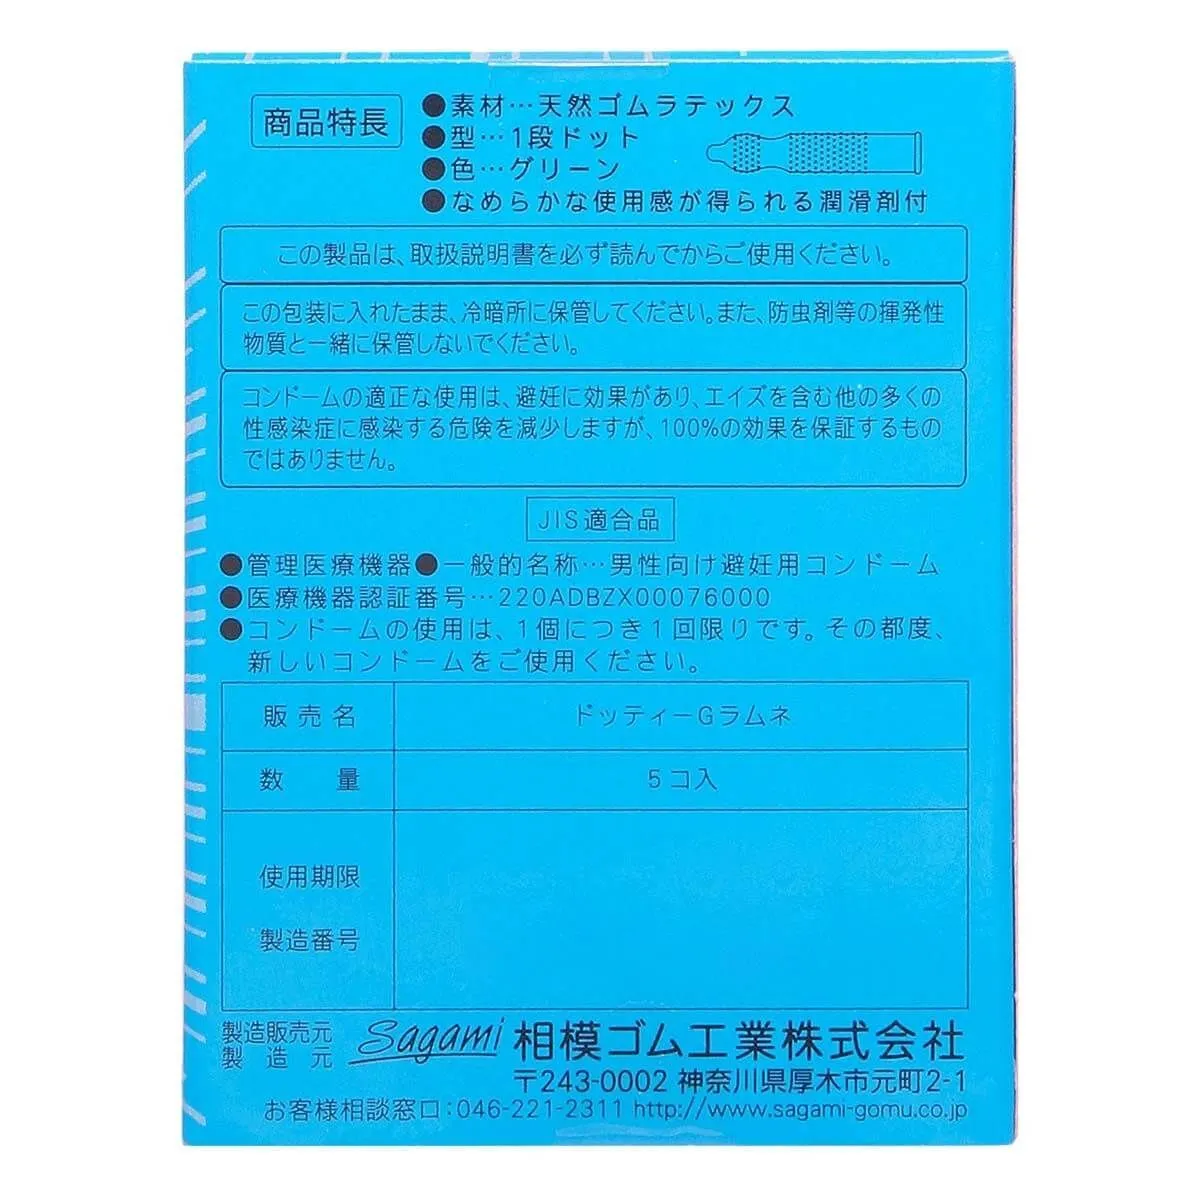 商品特長
●素材…天然ゴムラテックス
●型…1段ドット
●色…グリーン
●なめらかな使用感が得られる潤滑剤付
この製品は、取扱説明書を必ず読んでからご使用ください。
この包装に入れたまま、冷暗所に保管してください。また、防虫剤等の揮発性
物質と一緒に保管しないでください。
コンドームの適正な使用は、避妊に効果があり、エイズを含む他の多くの
性感染症に感染する危険を減少しますが、100%の効果を保証するもの
ではありません。
JIS適合品
●管理医療機器●一般的名称…男性向け避妊用コンドーム
●医療機器認証番号…220ADBZX00076000
●コンドームの使用は、1個につき1回限りです。その都度、
新しいコンドームをご使用ください。
販売名 ドッティーGラムネ
数量 5コ入
使用期限
製造番号
製造販売元
製造元
Sagami 相模ゴム工業株式会社
〒243-0002 神奈川県厚木市元町2-1
お客様相談窓口:046-221-2311 http://www.sagami-gomu.co.jp